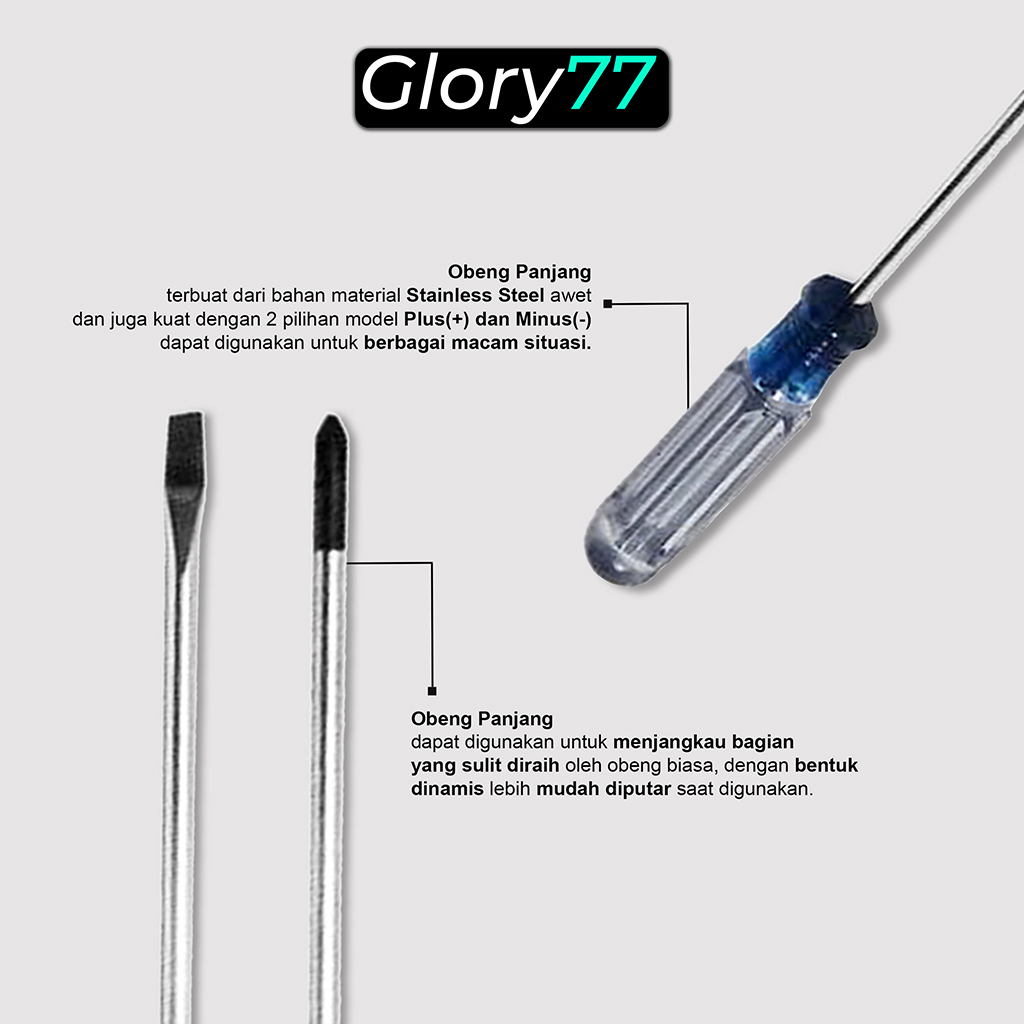 Glory77
Obeng Panjang
terbuat dari bahan material Stainless Steel awet
dan juga kuat dengan 2 pilihan model Plus(+) dan Minus(-)
dapat digunakan untuk berbagai macam situasi.
Obeng Panjang
dapat digunakan untuk menjangkau bagian
yang sulit diraih oleh obeng biasa, dengan bentuk
dinamis lebih mudah diputar saat digunakan.